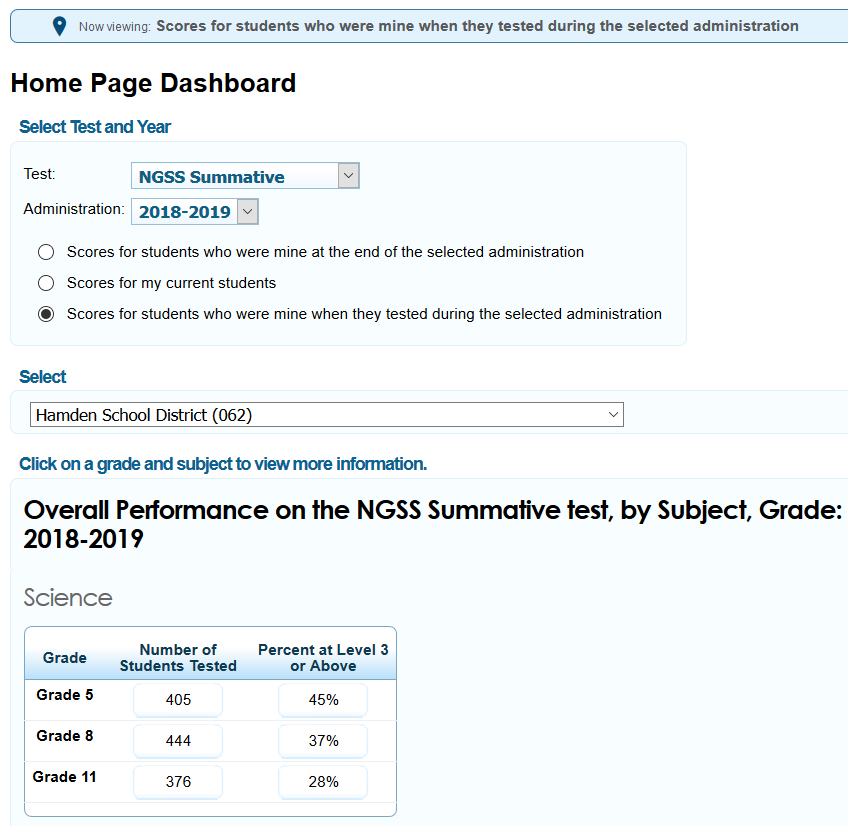 Now viewing: Scores for students who were mine when they tested during the selected administration
Home Page Dashboard
Select Test and Year
Test: NGSS Summative
Administration: 2018-2019
Scores for students who were mine at the end of the selected administration
Scores for my current students
Scores for students who were mine when they tested during the selected administration
Select
Hamden School District (062)
Click on a grade and subject to view more information.
Overall Performance on the NGSS Summative test, by Subject, Grade:
2018-2019
Science
Grade Number of Students Tested Percent at Level 3 or Above
Grade 5 405 45%
Grade 8 444 37%
Grade 11 376 28%